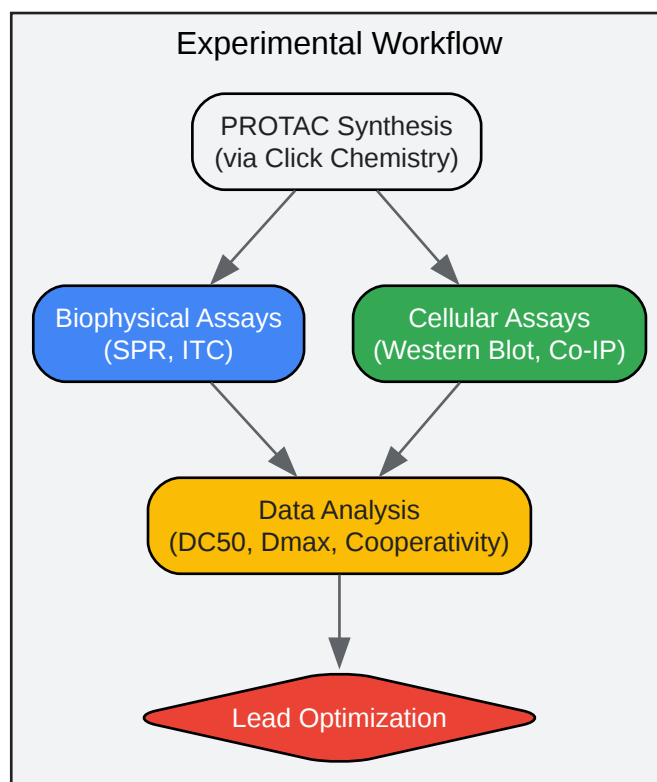 Experimental Workflow
PROTAC Synthesis
(via Click Chemistry)
Biophysical Assays
(SPR, ITC)
Cellular Assays
(Western Blot, Co-IP)
Data Analysis
(DC50, Dmax, Cooperativity)
Lead Optimization